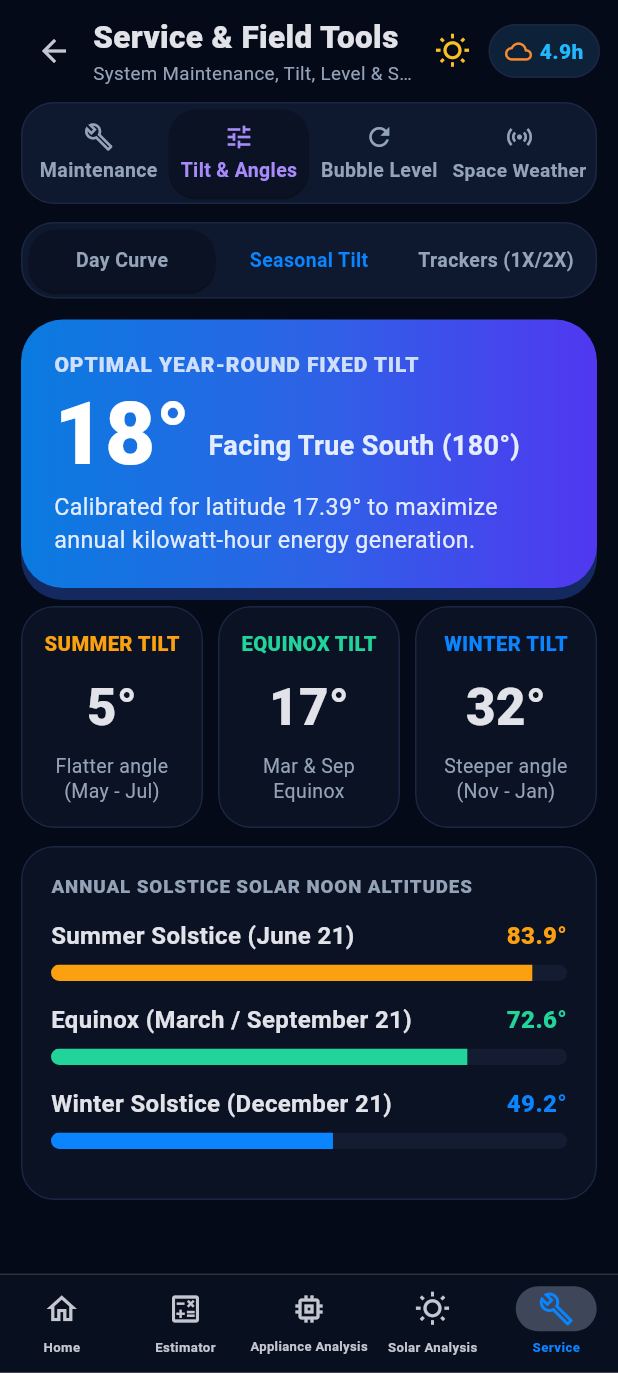 Service & Field Tools
System Maintenance, Tilt, Level & S...
4.9h
Maintenance
Tilt & Angles
Bubble Level
Space Weather
Day Curve
Seasonal Tilt
Trackers (1X/2X)
OPTIMAL YEAR-ROUND FIXED TILT
18° Facing True South (180°)
Calibrated for latitude 17.39° to maximize
annual kilowatt-hour energy generation.
SUMMER TILT
5°
Flatter angle
(May - Jul)
EQUINOX TILT
17°
Mar & Sep
Equinox
WINTER TILT
32°
Steeper angle
(Nov - Jan)
ANNUAL SOLSTICE SOLAR NOON ALTITUDES
Summer Solstice (June 21) 83.9°
Equinox (March / September 21) 72.6°
Winter Solstice (December 21) 49.2°
Home
Estimator
Appliance Analysis
Solar Analysis
Service